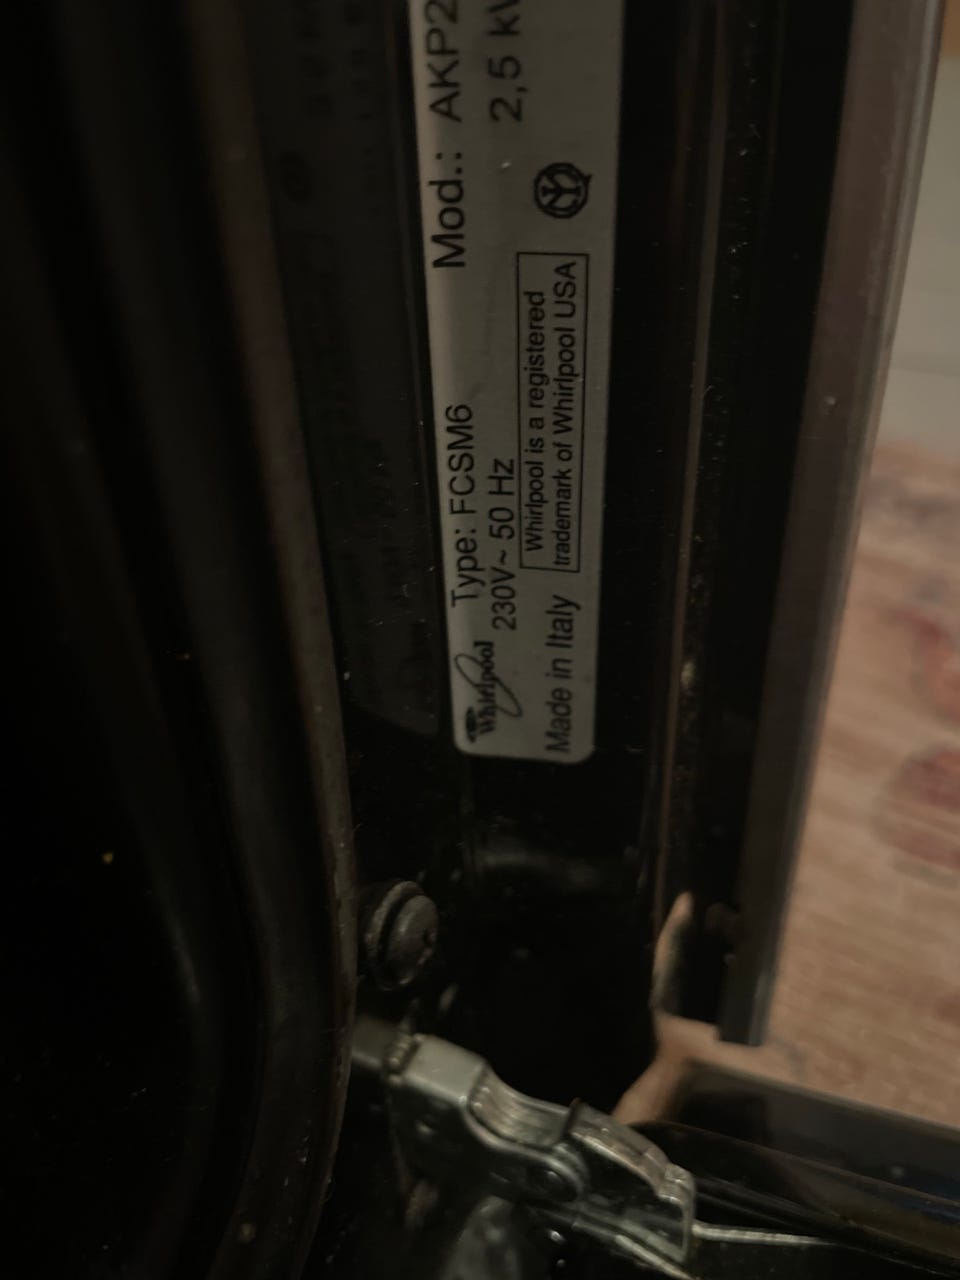 Whirlpool
Type: FCSM6 Mod.: AKP2
230V~ 50 Hz 2,5 k
Made in Italy
Whirlpool is a registered
trademark of Whirlpool USA